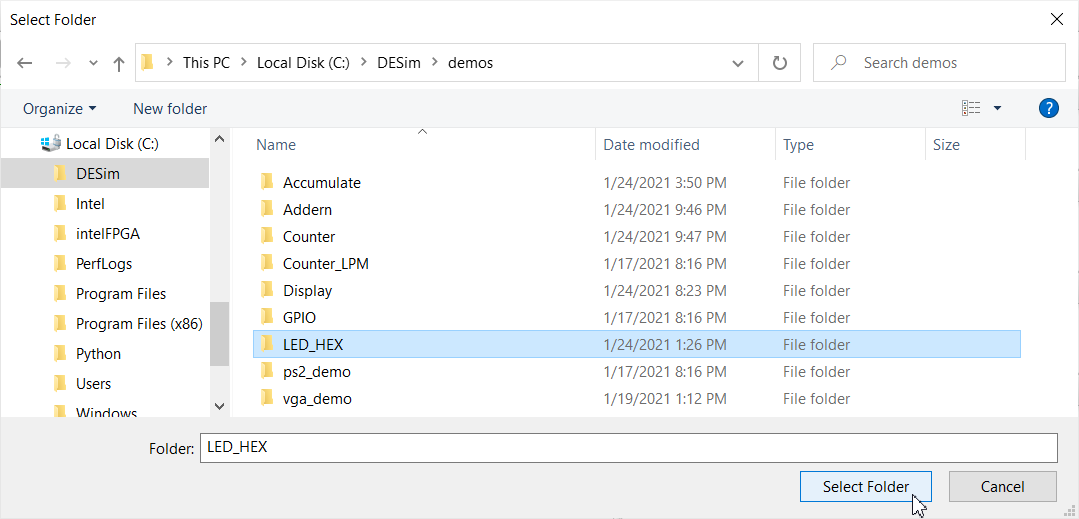 Select Folder
This PC > Local Disk (C:) > DESim > demos
Search demos
Organize New folder ?
Local Disk (C:)
DESim
Intel
intelFPGA
PerfLogs
Program Files
Program Files (x86)
Python
Users
Windows
Name Date modified Type Size
Accumulate 1/24/2021 3:50 PM File folder
Addern 1/24/2021 9:46 PM File folder
Counter 1/24/2021 9:47 PM File folder
Counter_LPM 1/17/2021 8:16 PM File folder
Display 1/24/2021 8:23 PM File folder
GPIO 1/17/2021 8:16 PM File folder
LED_HEX 1/24/2021 1:26 PM File folder
ps2_demo 1/17/2021 8:16 PM File folder
vga_demo 1/19/2021 1:12 PM File folder
Folder: LED_HEX
Select Folder Cancel